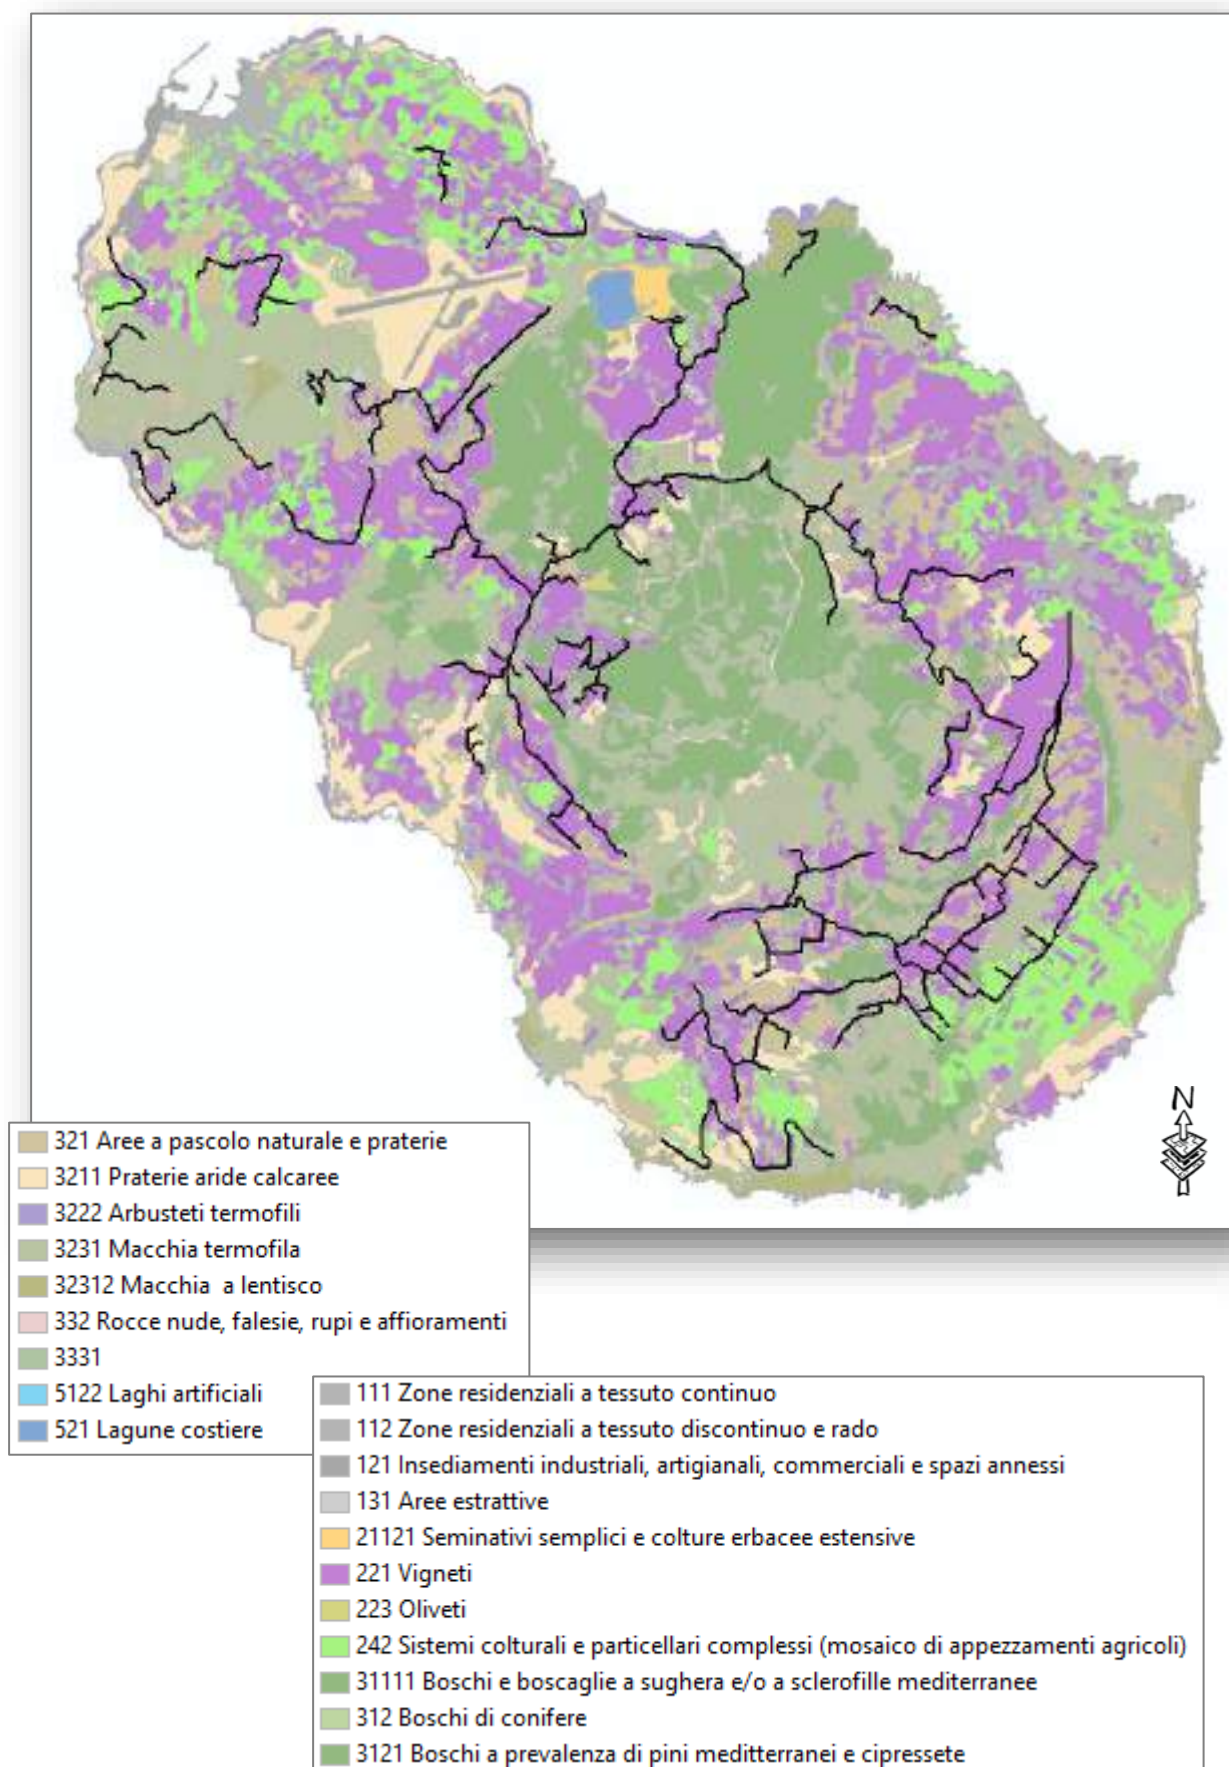 N
321 Aree a pascolo naturale e praterie
3211 Praterie aride calcaree
3222 Arbusteti termofili
3231 Macchia termofila
32312 Macchia  a lentisco
332 Rocce nude, falesie, rupi e affioramenti
3331
5122 Laghi artificiali
521 Lagune costiere
111 Zone residenziali a tessuto continuo
112 Zone residenziali a tessuto discontinuo e rado
121 Insediamenti industriali, artigianali, commerciali e spazi annessi
131 Aree estrattive
21121 Seminativi semplici e colture erbacee estensive
221 Vigneti
223 Oliveti
242 Sistemi colturali e particellari complessi (mosaico di appezzamenti agricoli)
31111 Boschi e boscaglie a sughera e/o a sclerofille mediterranee
312 Boschi di conifere
3121 Boschi a prevalenza di pini meditterranei e cipressete